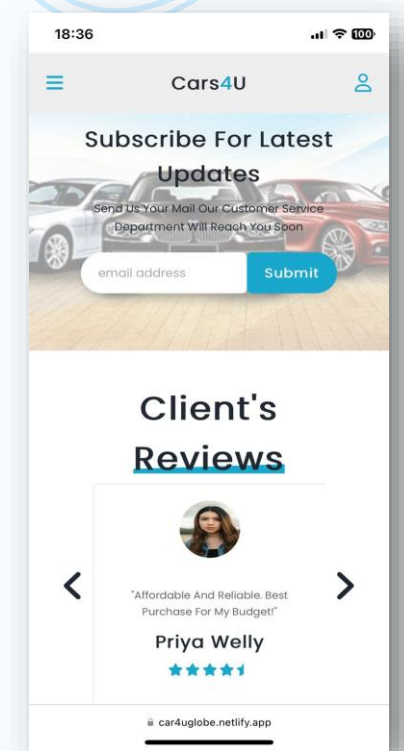 18:36
100
Cars4U
Subscribe For Latest
Updates
Send Us Your Mail Our Customer Service
Department Will Reach You Soon
email address
Submit
Client's
Reviews
"Affordable And Reliable. Best
Purchase For My Budget!"
Priya Welly
car4uglobe.netlify.app